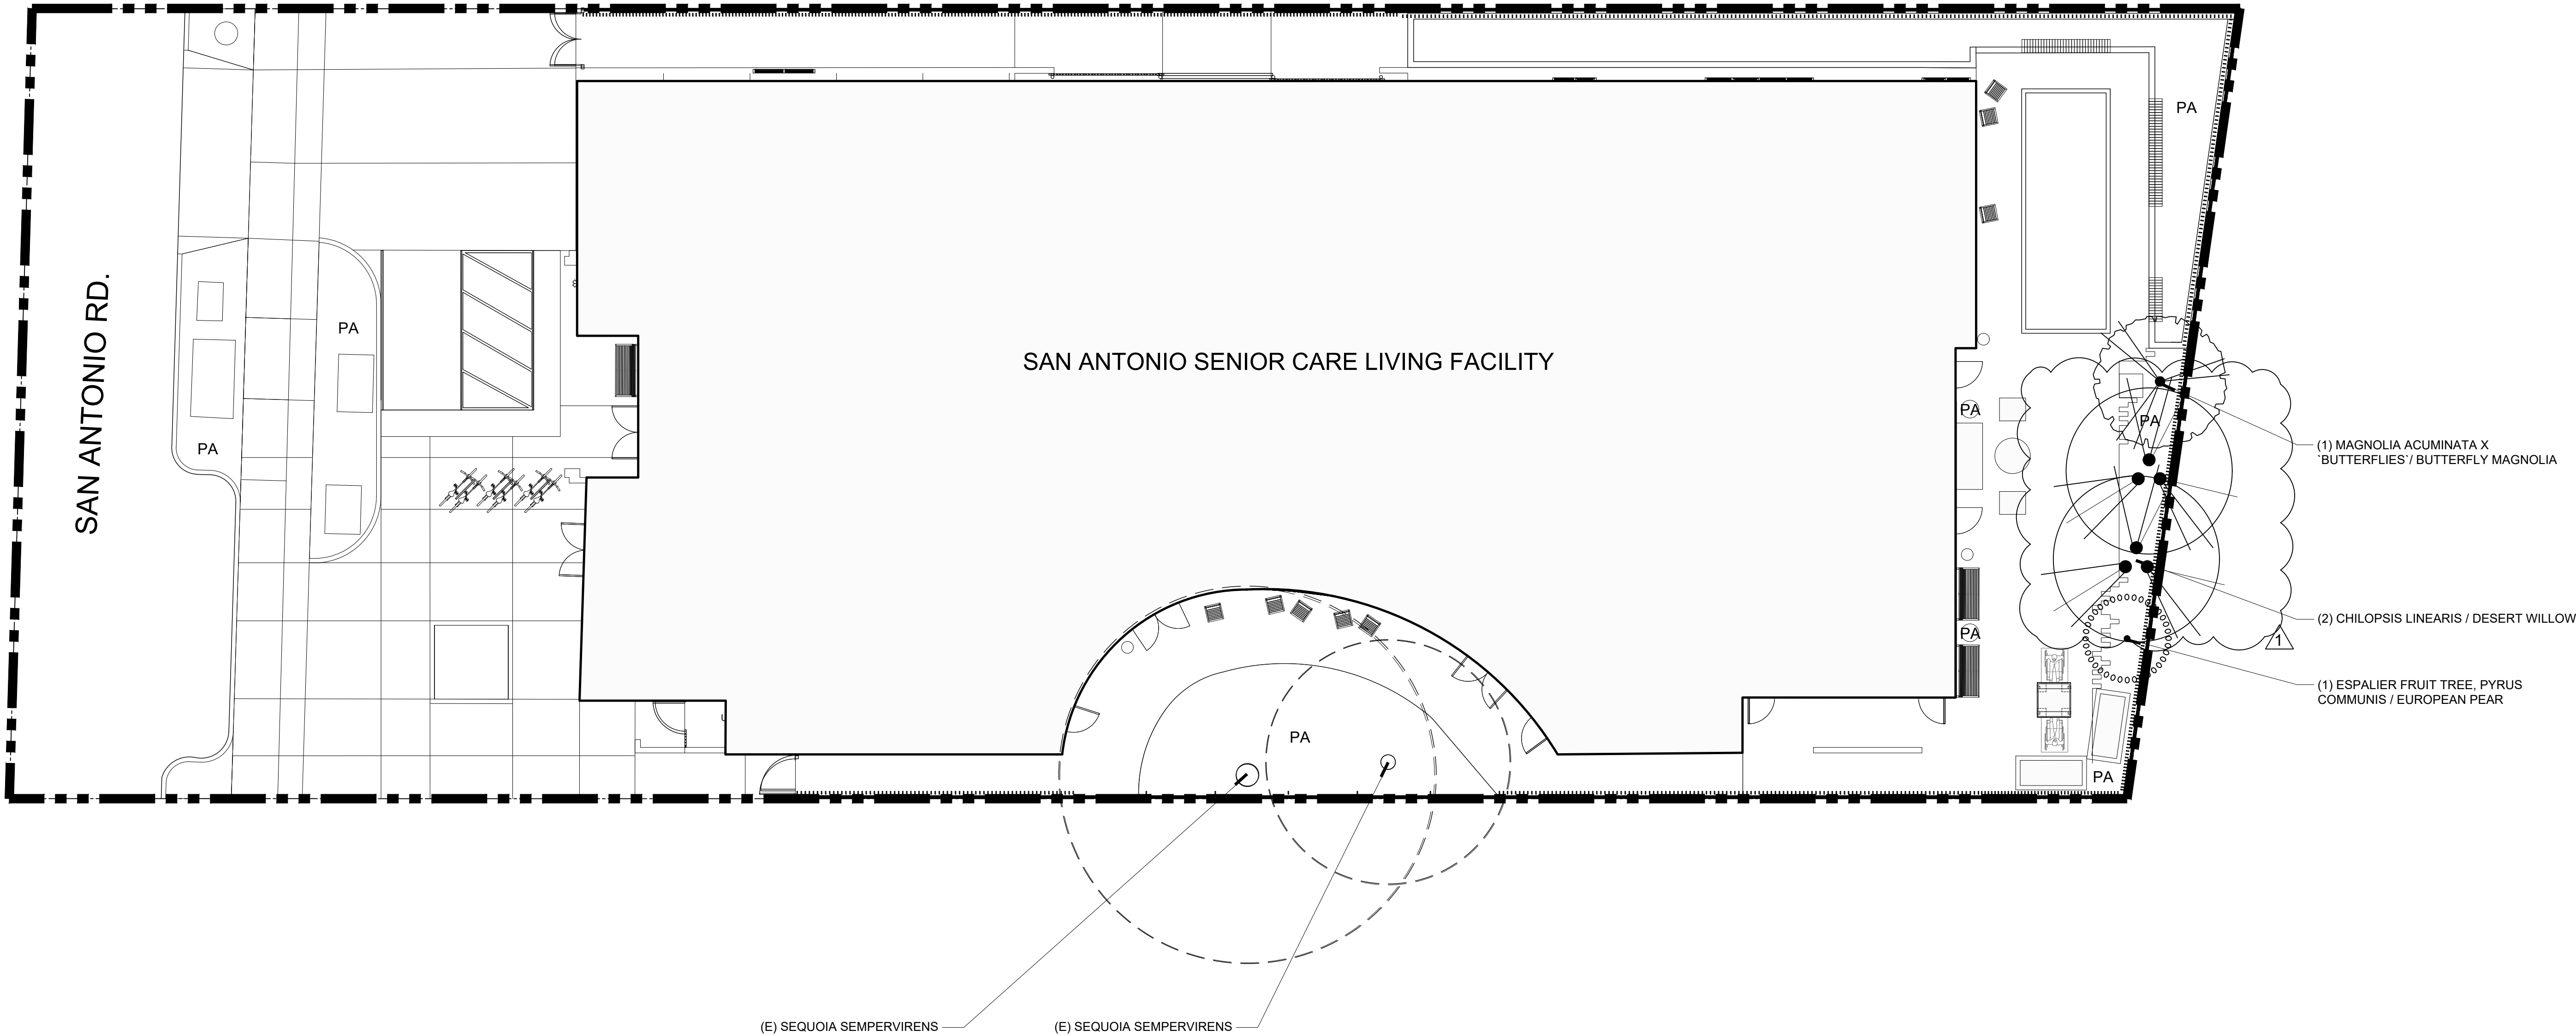 PA
SAN ANTONIO RD.
PA
SAN ANTONIO SENIOR CARE LIVING FACILITY
PA
PA
PA
(1) MAGNOLIA ACUMINATA X
`BUTTERFLIES`/ BUTTERFLY MAGNOLIA
PA
(2) CHILOPSIS LINEARIS / DESERT WILLOW
PA
1
(1) ESPALIER FRUIT TREE, PYRUS
COMMUNIS / EUROPEAN PEAR
PA
PA
(E) SEQUOIA SEMPERVIRENS
(E) SEQUOIA SEMPERVIRENS